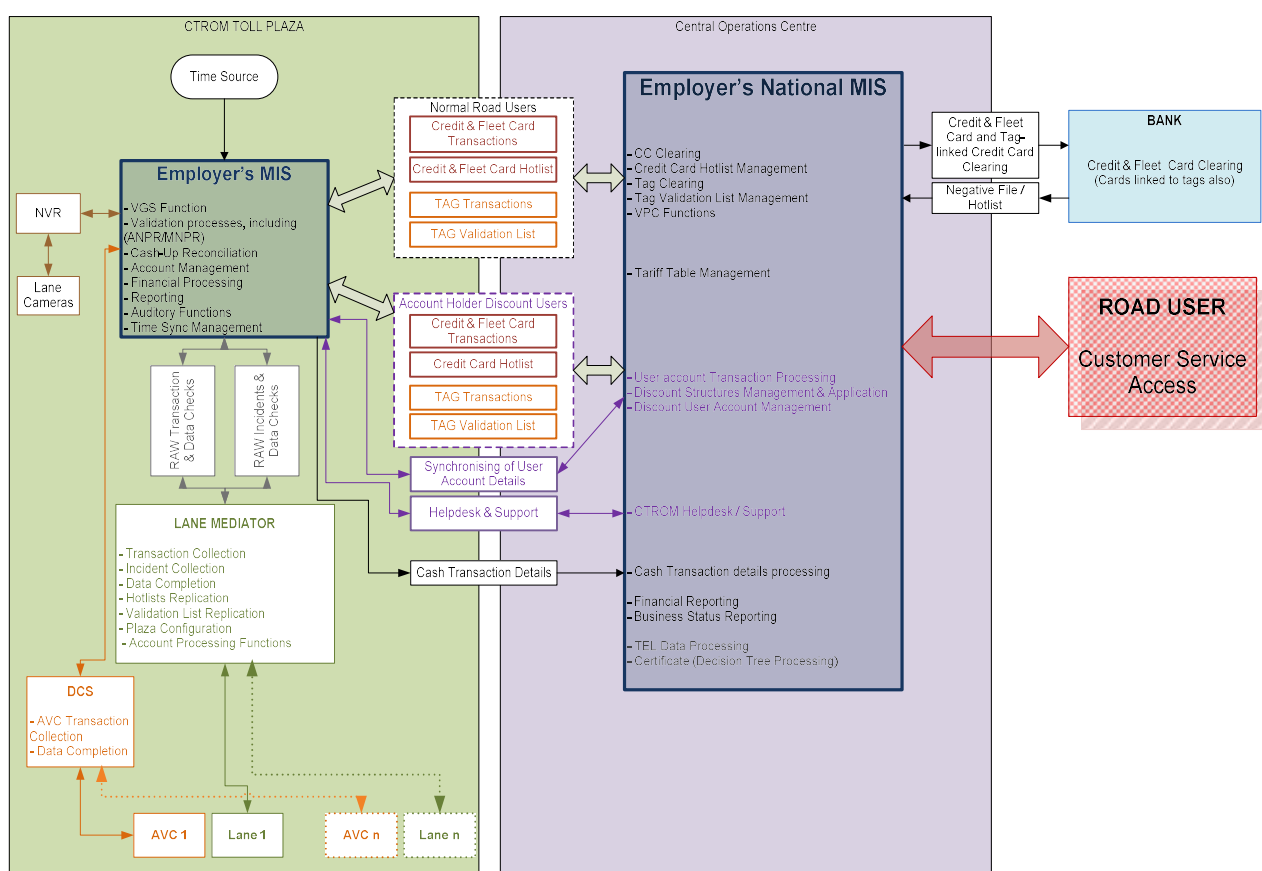 CTROM TOLL PLAZA
Central Operations Centre
Time Source
Employer's MIS
- VGS Function
- Validation processes, including
(ANPR/MNPR)
- Cash-Up Reconciliation
- Account Management
- Financial Processing
- Reporting
- Auditory Functions
- Time Sync Management
NVR
Lane
Cameras
RAW Transaction
& Data Checks
RAW Incidents &
Data Checks
LANE MEDIATOR
- Transaction Collection
- Incident Collection
- Data Completion
- Hotlists Replication
- Validation List Replication
- Plaza Configuration
- Account Processing Functions
DCS
- AVC Transaction
Collection
- Data Completion
AVC 1
Lane 1
AVC n
Lane n
Normal Road Users
Credit & Fleet Card
Transactions
Credit & Fleet Card Hotlist
TAG Transactions
TAG Validation List
Account Holder Discount Users
Credit & Fleet Card
Transactions
Credit Card Hotlist
TAG Transactions
TAG Validation List
Synchronising of User
Account Details
Helpdesk & Support
Cash Transaction Details
Employer's National MIS
- CC Clearing
- Credit Card Hotlist Management
- Tag Clearing
- Tag Validation List Management
- VPC Functions
- Tariff Table Management
- User account Transaction Processing
- Discount Structures Management & Application
- Discount User Account Management
- CTROM Helpdesk / Support
- Cash Transaction details processing
- Financial Reporting
- Business Status Reporting
- TEL Data Processing
- Certificate (Decision Tree Processing)
Credit & Fleet
Card and Tag-
linked Credit Card
Clearing
Negative File /
Hotlist
BANK
Credit & Fleet Card Clearing
(Cards linked to tags also)
ROAD USER
Customer Service
Access